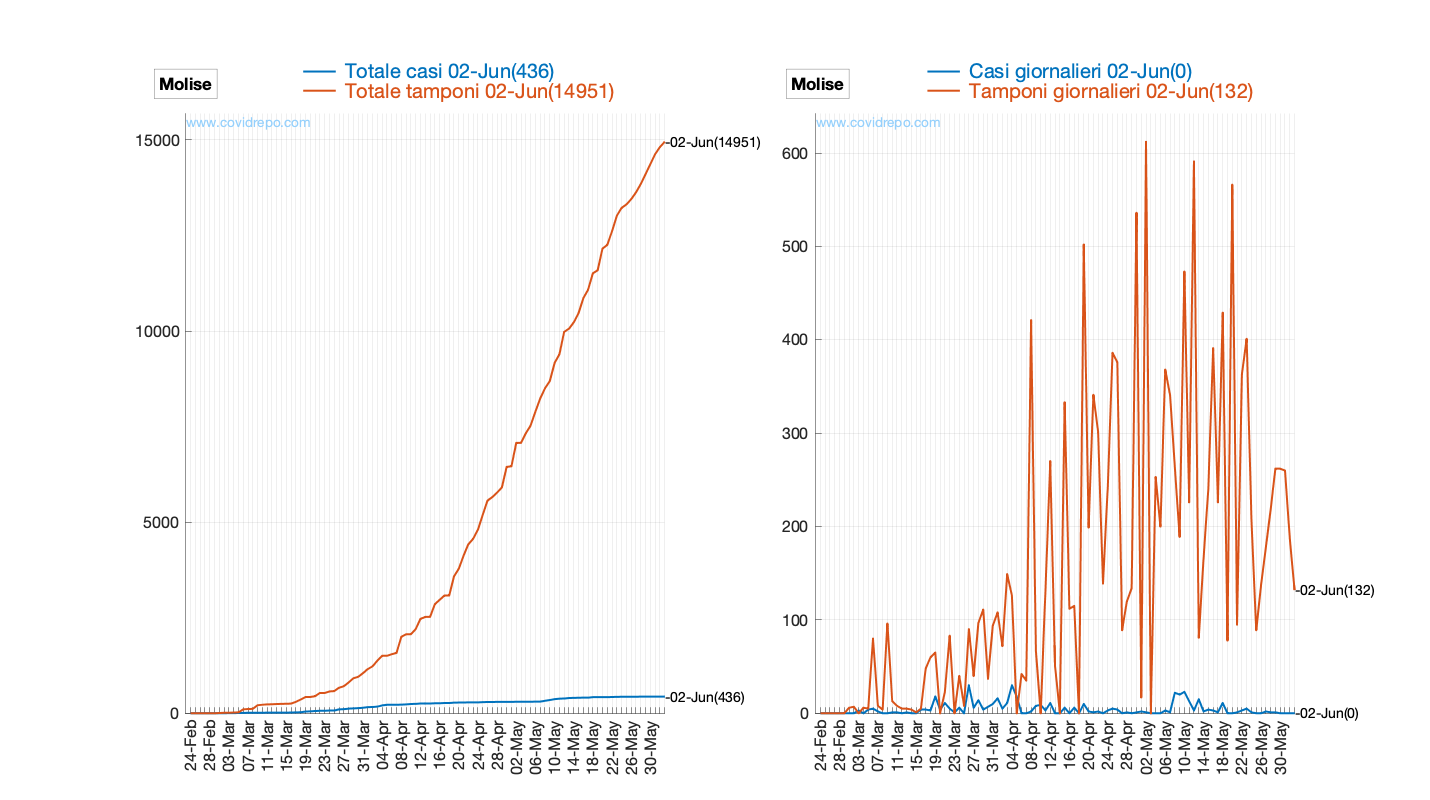 Molise
Totale casi 02-Jun(436)
Totale tamponi 02-Jun(14951)
www.covidrepo.com
15000
10000
5000
0
02-Jun(14951)
02-Jun(436)
24-Feb
28-Feb
03-Mar
07-Mar
11-Mar
15-Mar
19-Mar
23-Mar
27-Mar
31-Mar
04-Apr
08-Apr
12-Apr
16-Apr
20-Apr
24-Apr
28-Apr
02-May
06-May
10-May
14-May
18-May
22-May
26-May
30-May
Molise
Casi giornalieri 02-Jun(0)
Tamponi giornalieri 02-Jun(132)
www.covidrepo.com
600
500
400
300
200
100
0
02-Jun(132)
02-Jun(0)
24-Feb
28-Feb
03-Mar
07-Mar
11-Mar
15-Mar
19-Mar
23-Mar
27-Mar
31-Mar
04-Apr
08-Apr
12-Apr
16-Apr
20-Apr
24-Apr
28-Apr
02-May
06-May
10-May
14-May
18-May
22-May
26-May
30-May